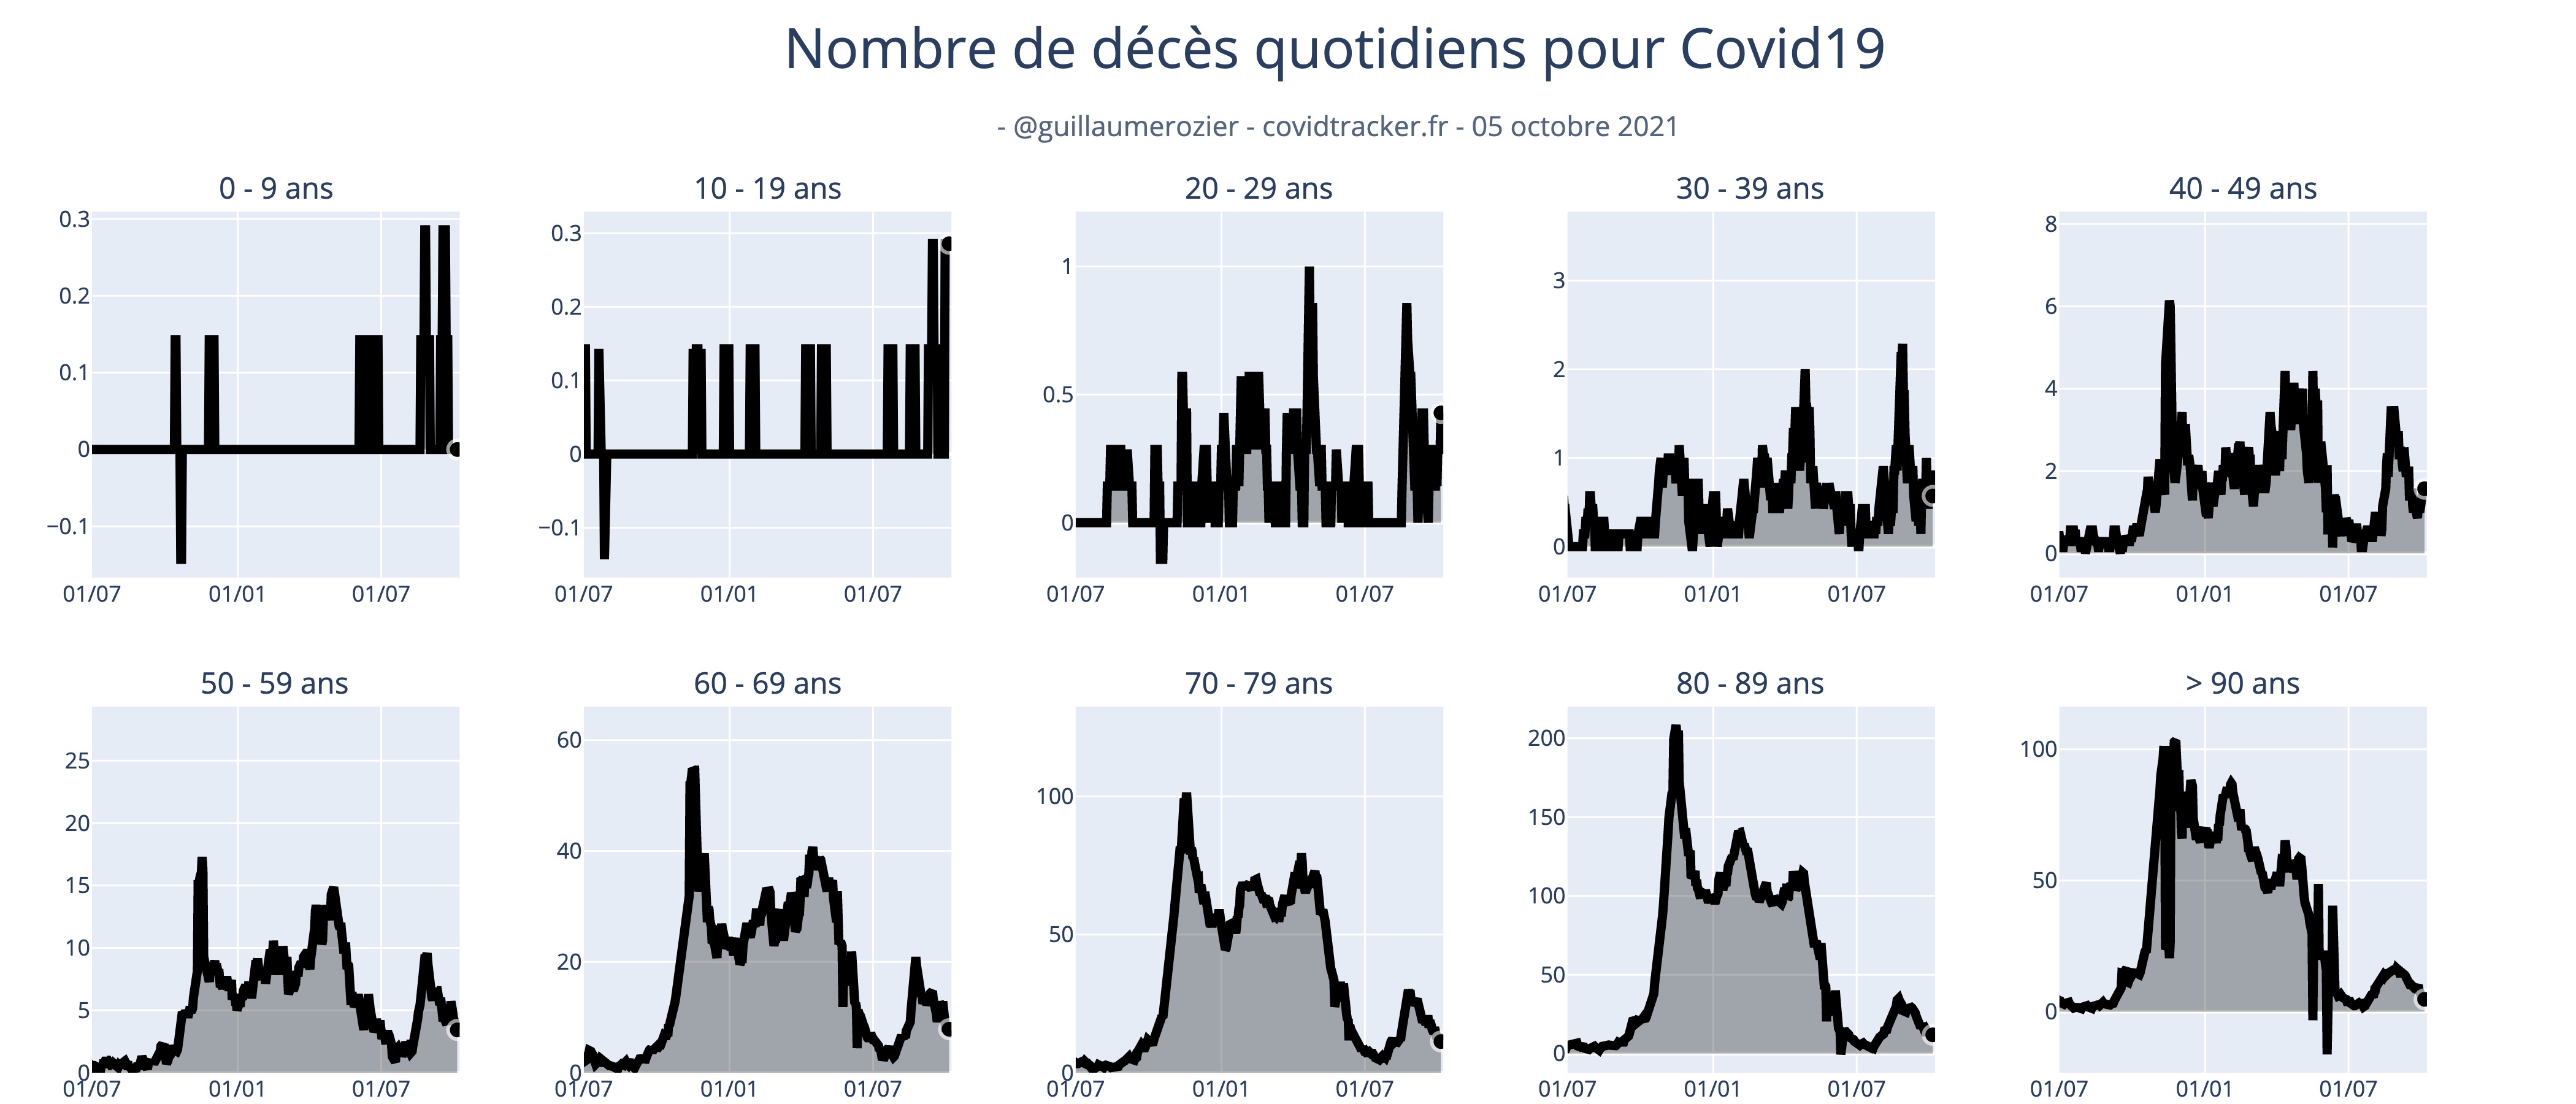 Nombre de décès quotidiens pour Covid19
- @guillaumerozier - covidtracker.fr - 05 octobre 2021
0 - 9 ans
0.3
0.2
0.1
0
−0.1
01/07 01/01 01/07
10 - 19 ans
0.3
0.2
0.1
0
−0.1
01/07 01/01 01/07
20 - 29 ans
1
0.5
0
01/07 01/01 01/07
30 - 39 ans
3
2
1
0
01/07 01/01 01/07
40 - 49 ans
8
6
4
2
0
01/07 01/01 01/07
50 - 59 ans
25
20
15
10
5
0
01/07 01/01 01/07
60 - 69 ans
60
40
20
0
01/07 01/01 01/07
70 - 79 ans
100
50
0
01/07 01/01 01/07
80 - 89 ans
200
150
100
50
0
01/07 01/01 01/07
> 90 ans
100
50
0
01/07 01/01 01/07